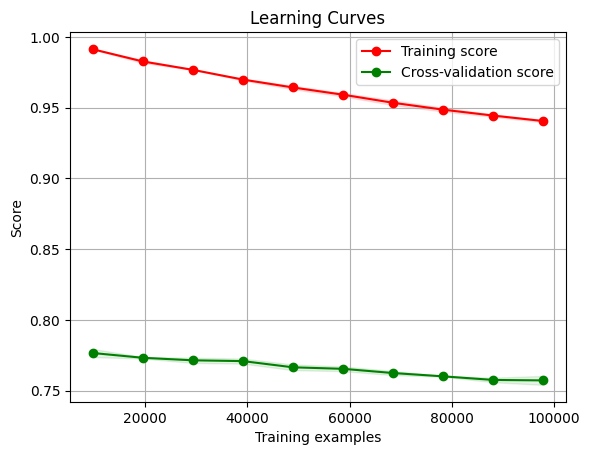 Learning Curves
1.00
0.95
0.90
0.85
0.80
0.75
Score
Training score
Cross-validation score
20000 40000 60000 80000 100000
Training examples